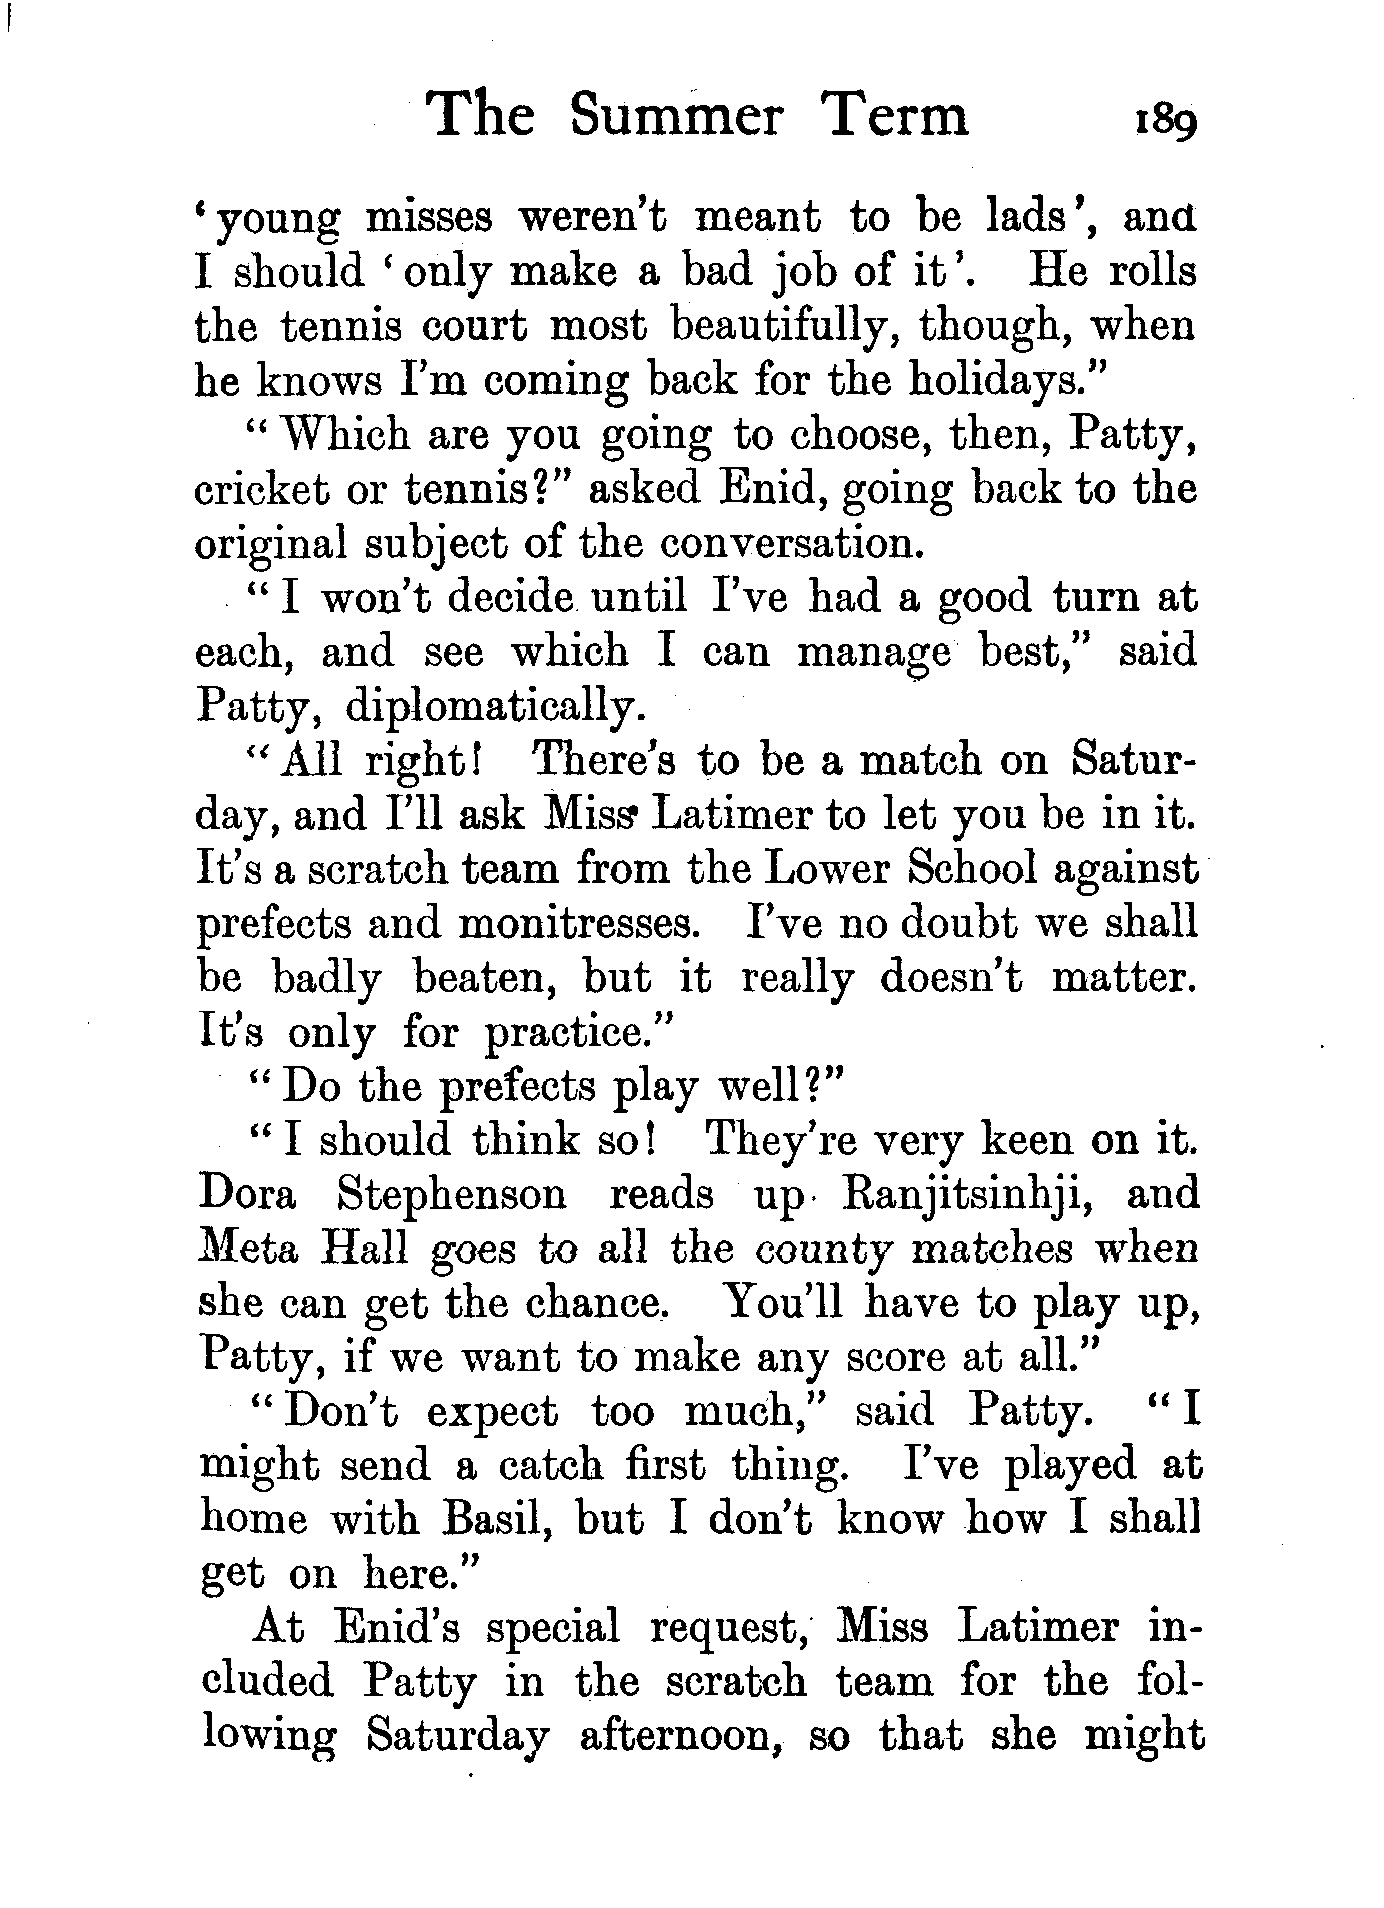 The Summer Term 189
‘young misses weren’t meant to be lads’, and
I should ‘only make a bad job of it’. He rolls
the tennis court most beautifully, though, when
he knows I’m coming back for the holidays.”
“Which are you going to choose, then, Patty,
cricket or tennis?” asked Enid, going back to the
original subject of the conversation.
“I won’t decide until I’ve had a good turn at
each, and see which I can manage best,” said
Patty, diplomatically.
“All right! There’s to be a match on Satur-
day, and I’ll ask Miss Latimer to let you be in it.
It’s a scratch team from the Lower School against
prefects and monitresses. I’ve no doubt we shall
be badly beaten, but it really doesn’t matter.
It’s only for practice.”
“Do the prefects play well?”
“I should think so! They’re very keen on it.
Dora Stephenson reads up Ranjitsinhji, and
Meta Hall goes to all the county matches when
she can get the chance. You’ll have to play up,
Patty, if we want to make any score at all.”
“Don’t expect too much,” said Patty. “I
might send a catch first thing. I’ve played at
home with Basil, but I don’t know how I shall
get on here.”
At Enid’s special request, Miss Latimer in-
cluded Patty in the scratch team for the fol-
lowing Saturday afternoon, so that she might